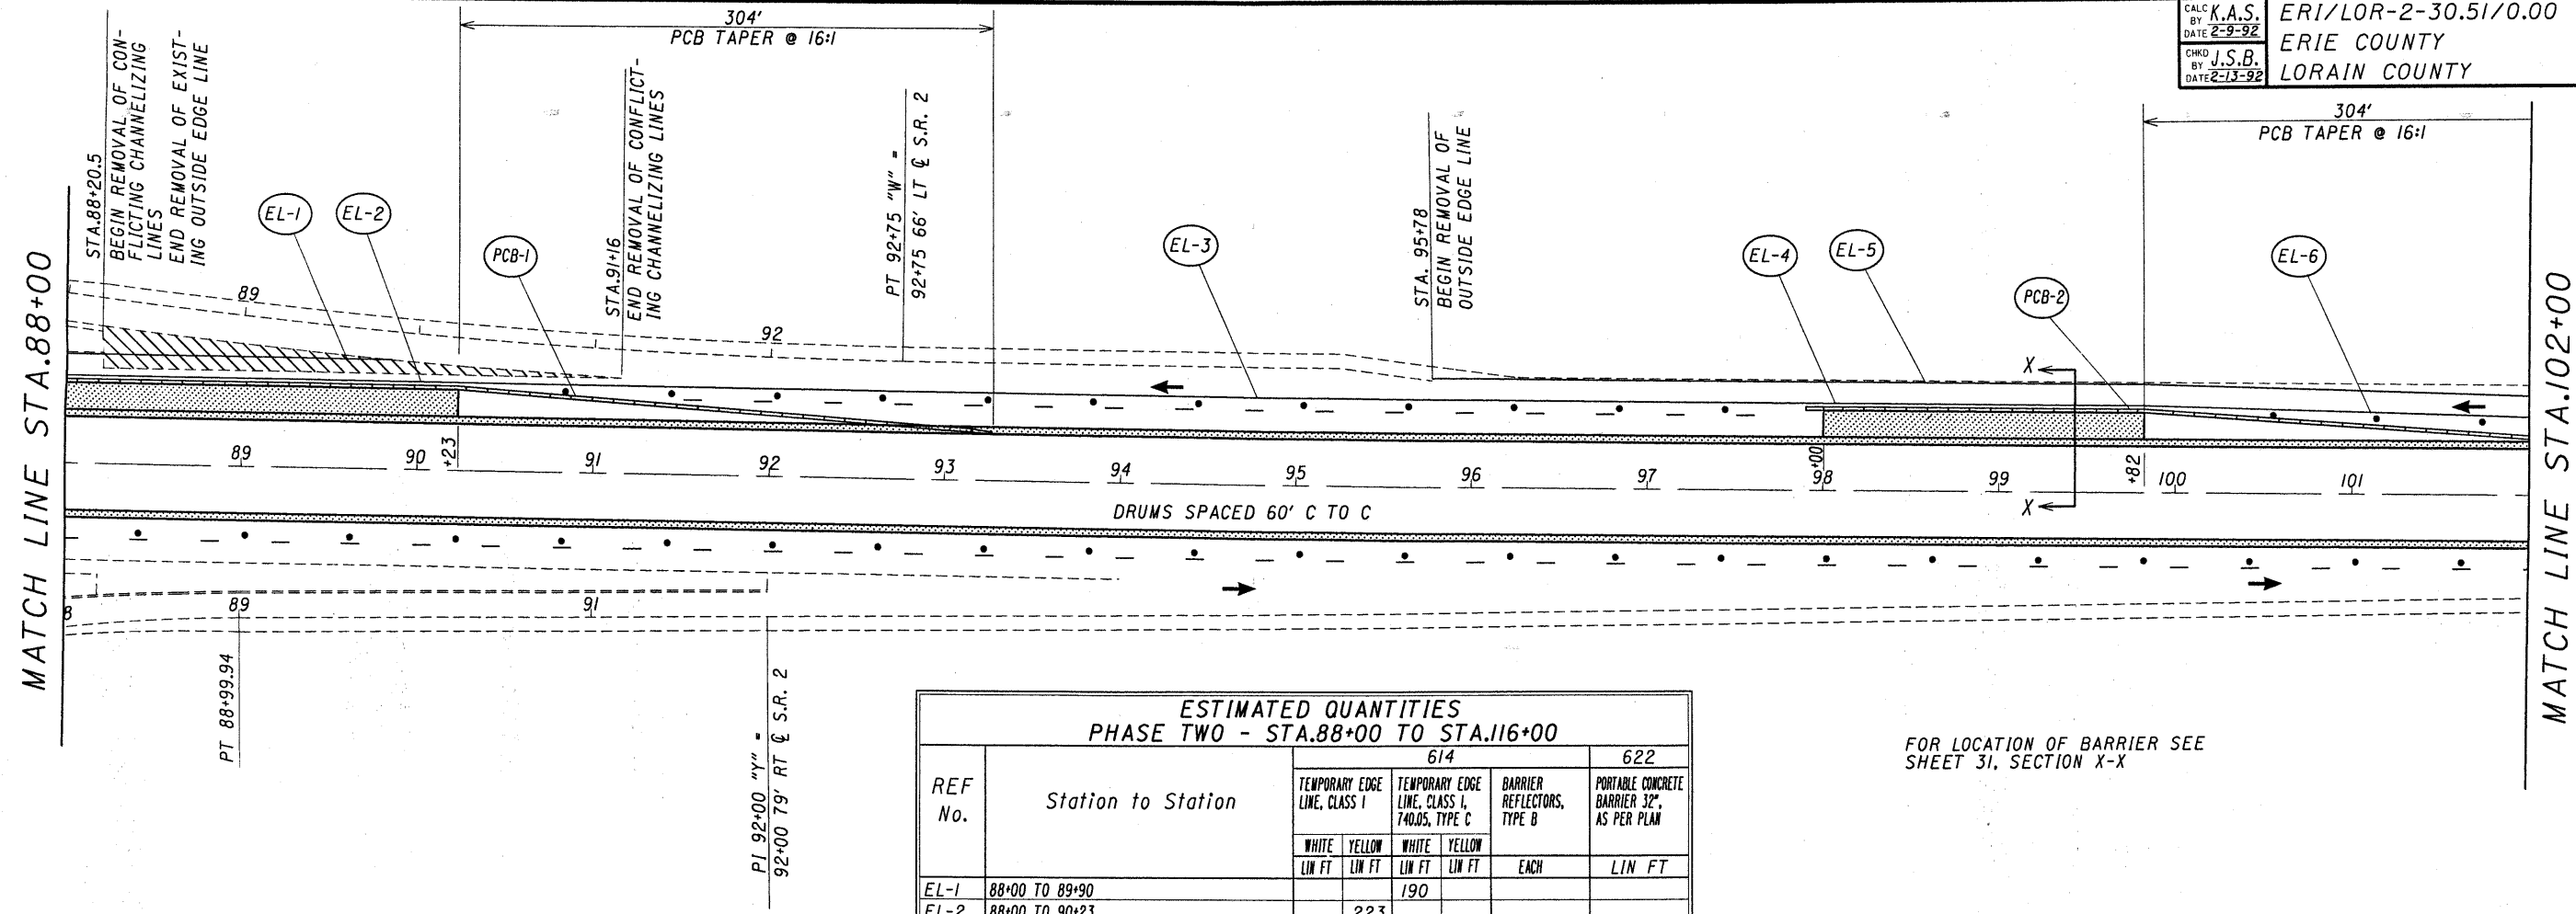 CALC BY K.A.S.
DATE 2-9-92
CHKD BY J.S.B.
DATE 2-13-92
ERI/LOR-2-30.51/0.00
ERIE COUNTY
LORAIN COUNTY
304'
PCB TAPER @ 16:1
304'
PCB TAPER @ 16:1
STA.88+20.5
BEGIN REMOVAL OF CON-
FLICTING CHANNELIZING
LINES
END REMOVAL OF EXIST-
ING OUTSIDE EDGE LINE
EL-1
EL-2
PCB-1
STA.91+16
END REMOVAL OF CONFLICT-
ING CHANNELIZING LINES
PT 92+75 "W" =
92+75 66' LT ℄ S.R. 2
EL-3
STA. 95+78
BEGIN REMOVAL OF
OUTSIDE EDGE LINE
EL-4
EL-5
PCB-2
EL-6
MATCH LINE STA.88+00
MATCH LINE STA.102+00
89
92
X
89
90
+23
91
92
93
94
95
96
97
+00
98
99
+82
100
101
X
DRUMS SPACED 60' C TO C
8
89
91
PT 88+99.94
PI 92+00 "Y" =
92+00 79' RT ℄ S.R. 2
ESTIMATED QUANTITIES
PHASE TWO - STA.88+00 TO STA.116+00
REF No.
Station to Station
614
622
TEMPORARY EDGE LINE, CLASS I
TEMPORARY EDGE LINE, CLASS I, 740.05, TYPE C
BARRIER REFLECTORS, TYPE B
PORTABLE CONCRETE BARRIER 32", AS PER PLAN
WHITE YELLOW WHITE YELLOW
LIN FT LIN FT LIN FT LIN FT EACH LIN FT
EL-1 88+00 TO 89+90 190
EL-2 88+00 TO 90+23 223
FOR LOCATION OF BARRIER SEE
SHEET 31, SECTION X-X